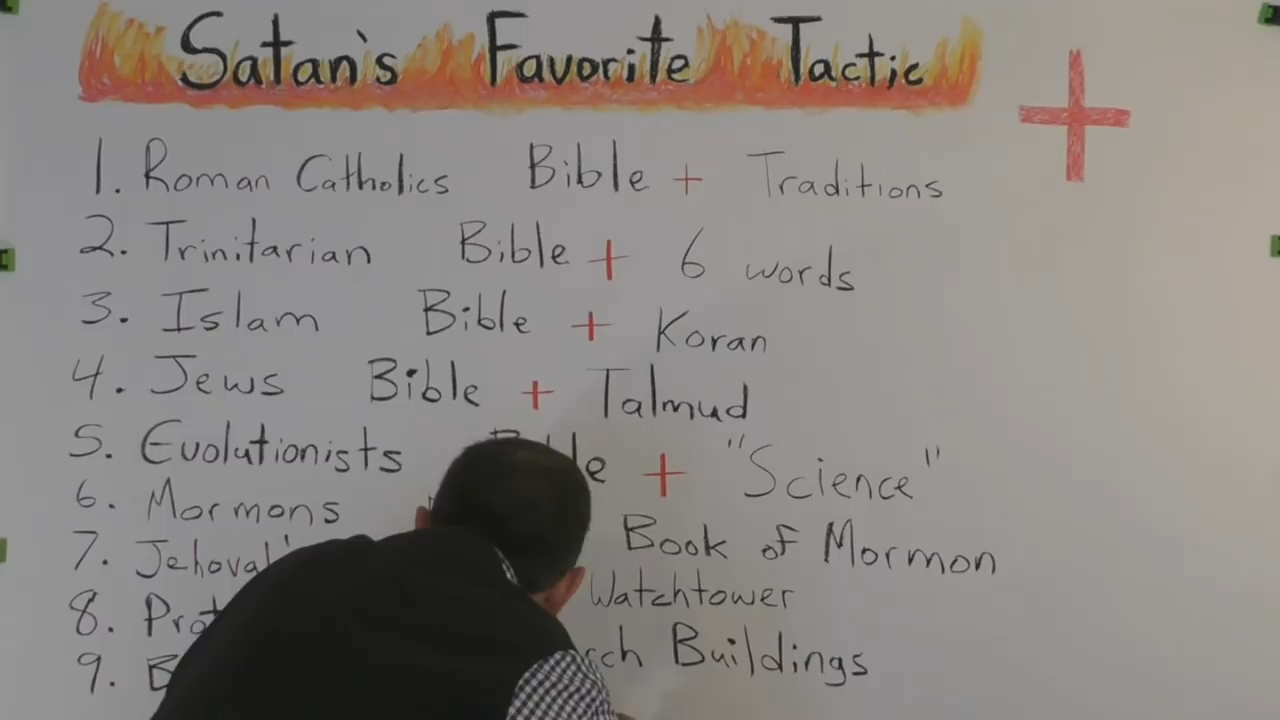 Satan's Favorite Tactic
+
1. Roman Catholics Bible + Traditions
2. Trinitarian Bible + 6 words
3. Islam Bible + Koran
4. Jews Bible + Talmud
5. Evolutionists + "Science"
6. Mormons Book of Mormon
7. Watchtower
8. Buildings
9.